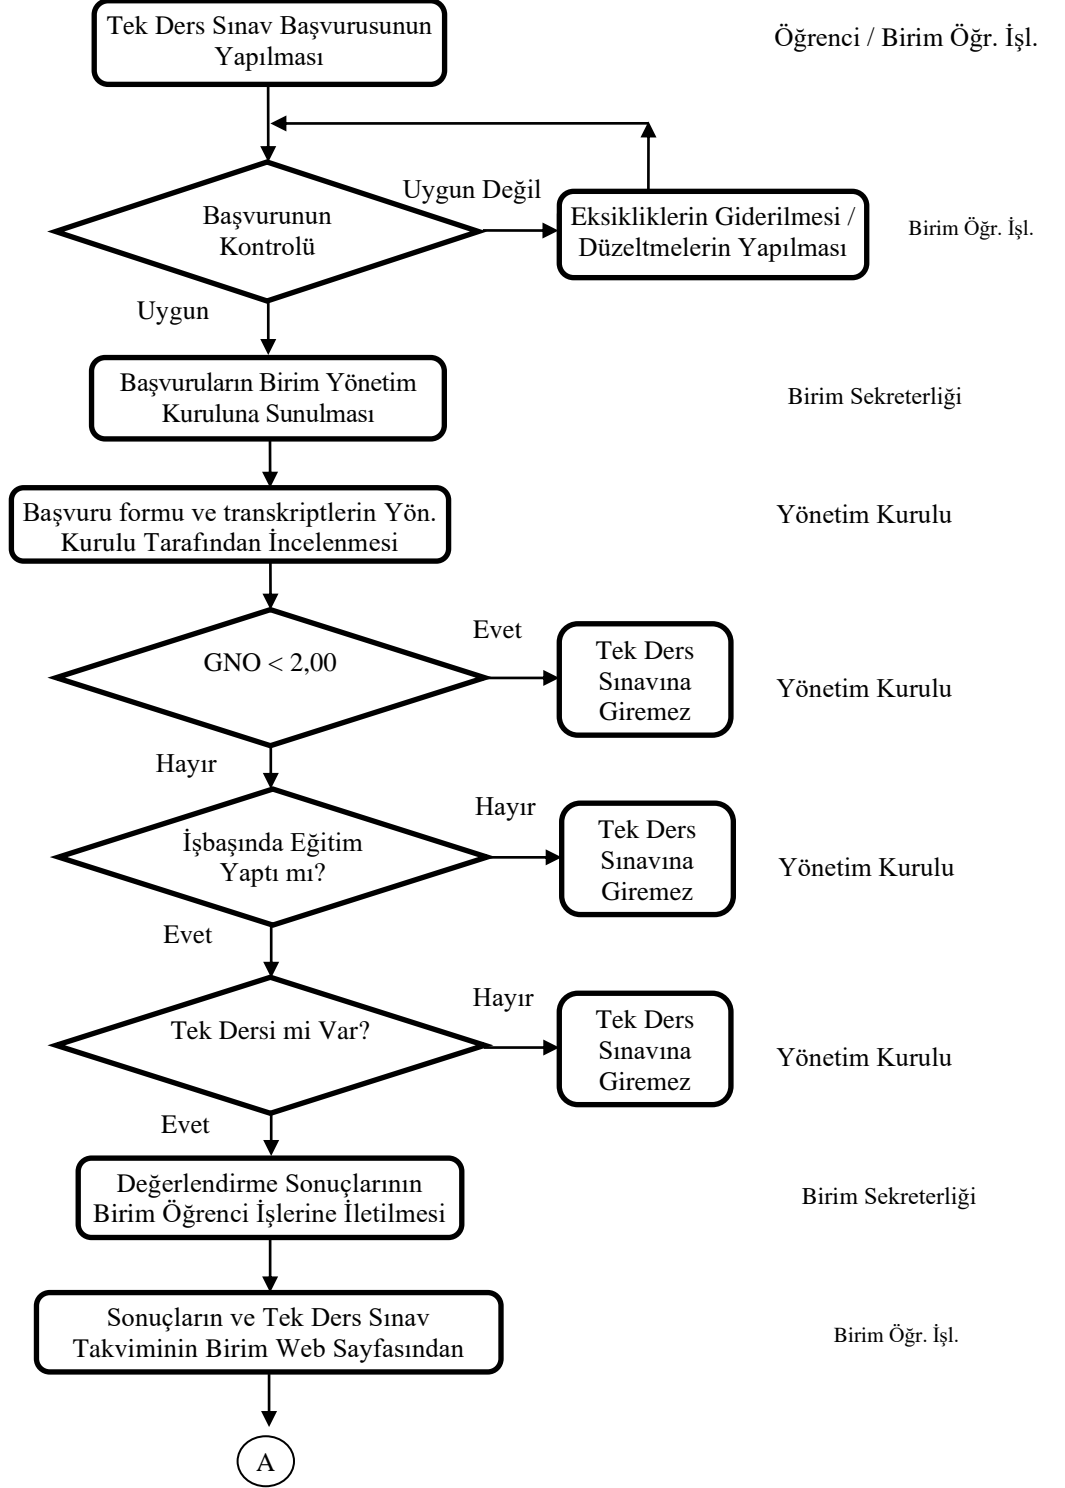 Tek Ders Sınav Başvurusunun
Yapılması
Öğrenci / Birim Öğr. İşl.
Uygun Değil
Başvurunun
Kontrolü
Eksikliklerin Giderilmesi /
Düzeltmelerin Yapılması
Birim Öğr. İşl.
Uygun
Başvuruların Birim Yönetim
Kuruluna Sunulması
Birim Sekreterliği
Başvuru formu ve transkriptlerin Yön.
Kurulu Tarafından İncelenmesi
Yönetim Kurulu
GNO < 2,00
Evet
Tek Ders
Sınavına
Giremez
Yönetim Kurulu
Hayır
İşbaşında Eğitim
Yaptı mı?
Hayır
Tek Ders
Sınavına
Giremez
Yönetim Kurulu
Evet
Tek Dersi mi Var?
Hayır
Tek Ders
Sınavına
Giremez
Yönetim Kurulu
Evet
Değerlendirme Sonuçlarının
Birim Öğrenci İşlerine İletilmesi
Birim Sekreterliği
Sonuçların ve Tek Ders Sınav
Takviminin Birim Web Sayfasından
Birim Öğr. İşl.
A